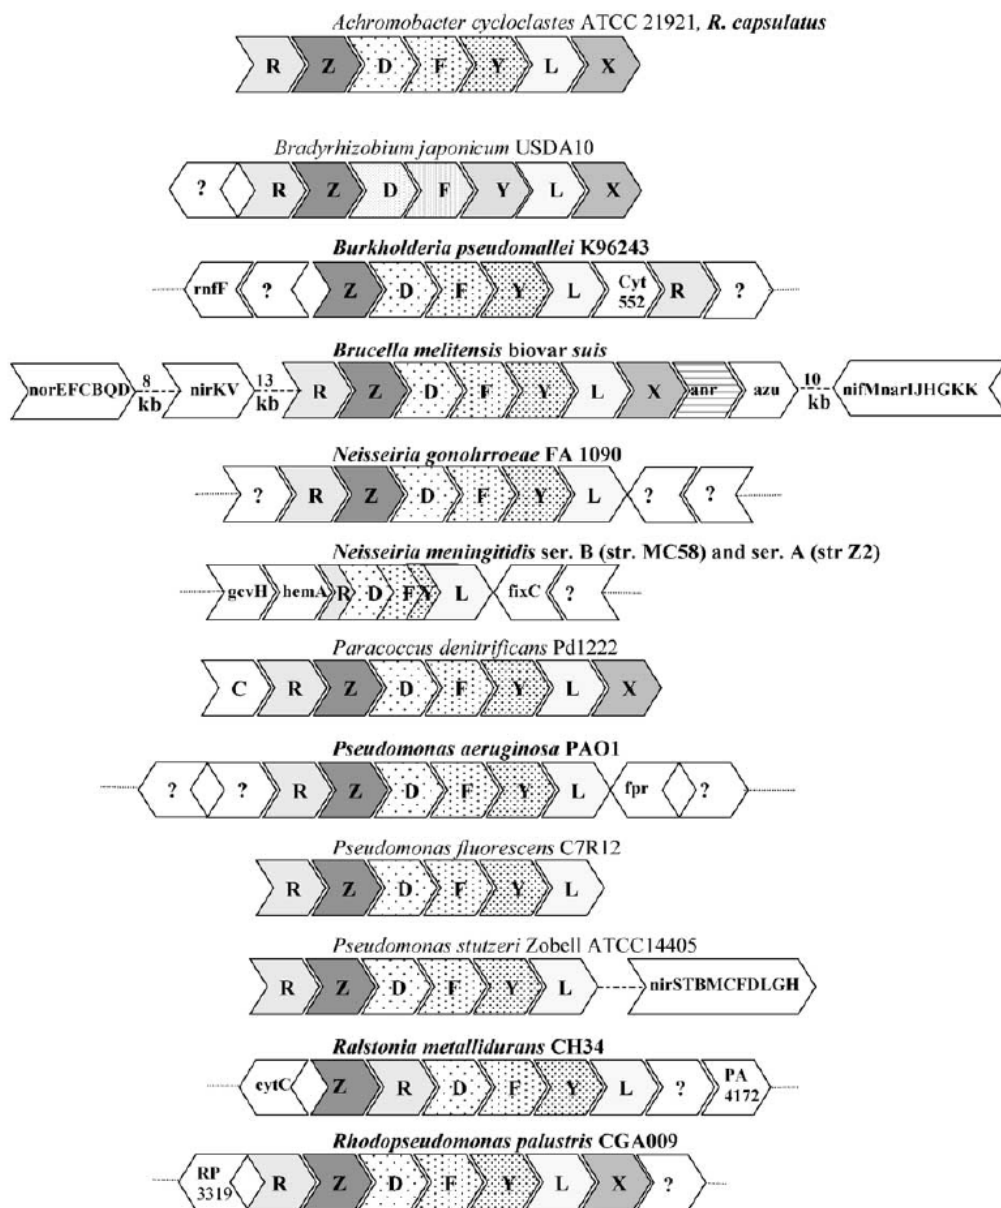 Achromobacter cycloclastes ATCC 21921, R. capsulatus
R Z D F Y L X
Bradyrhizobium japonicum USDA10
? R Z D F Y L X
Burkholderia pseudomallei K96243
rnfF ? Z D F Y L Cyt 552 R ?
Brucella melitensis biovar suis
norEFCBQD 8 kb nirKV 13 kb R Z D F Y L X anr azu 10 kb nifMnarIJHGKK
Neisseiria gonohrroeae FA 1090
? R Z D F Y L ? ?
Neisseiria meningitidis ser. B (str. MC58) and ser. A (str Z2)
gcvH hemA R D F Y L fixC ?
Paracoccus denitrificans Pd1222
C R Z D F Y L X
Pseudomonas aeruginosa PAO1
? ? R Z D F Y L fpr ?
Pseudomonas fluorescens C7R12
R Z D F Y L
Pseudomonas stutzeri Zobell ATCC14405
R Z D F Y L nirSTBMCFDLGH
Ralstonia metallidurans CH34
cytC Z R D F Y L ? PA 4172
Rhodopseudomonas palustris CGA009
RP 3319 R Z D F Y L X ?